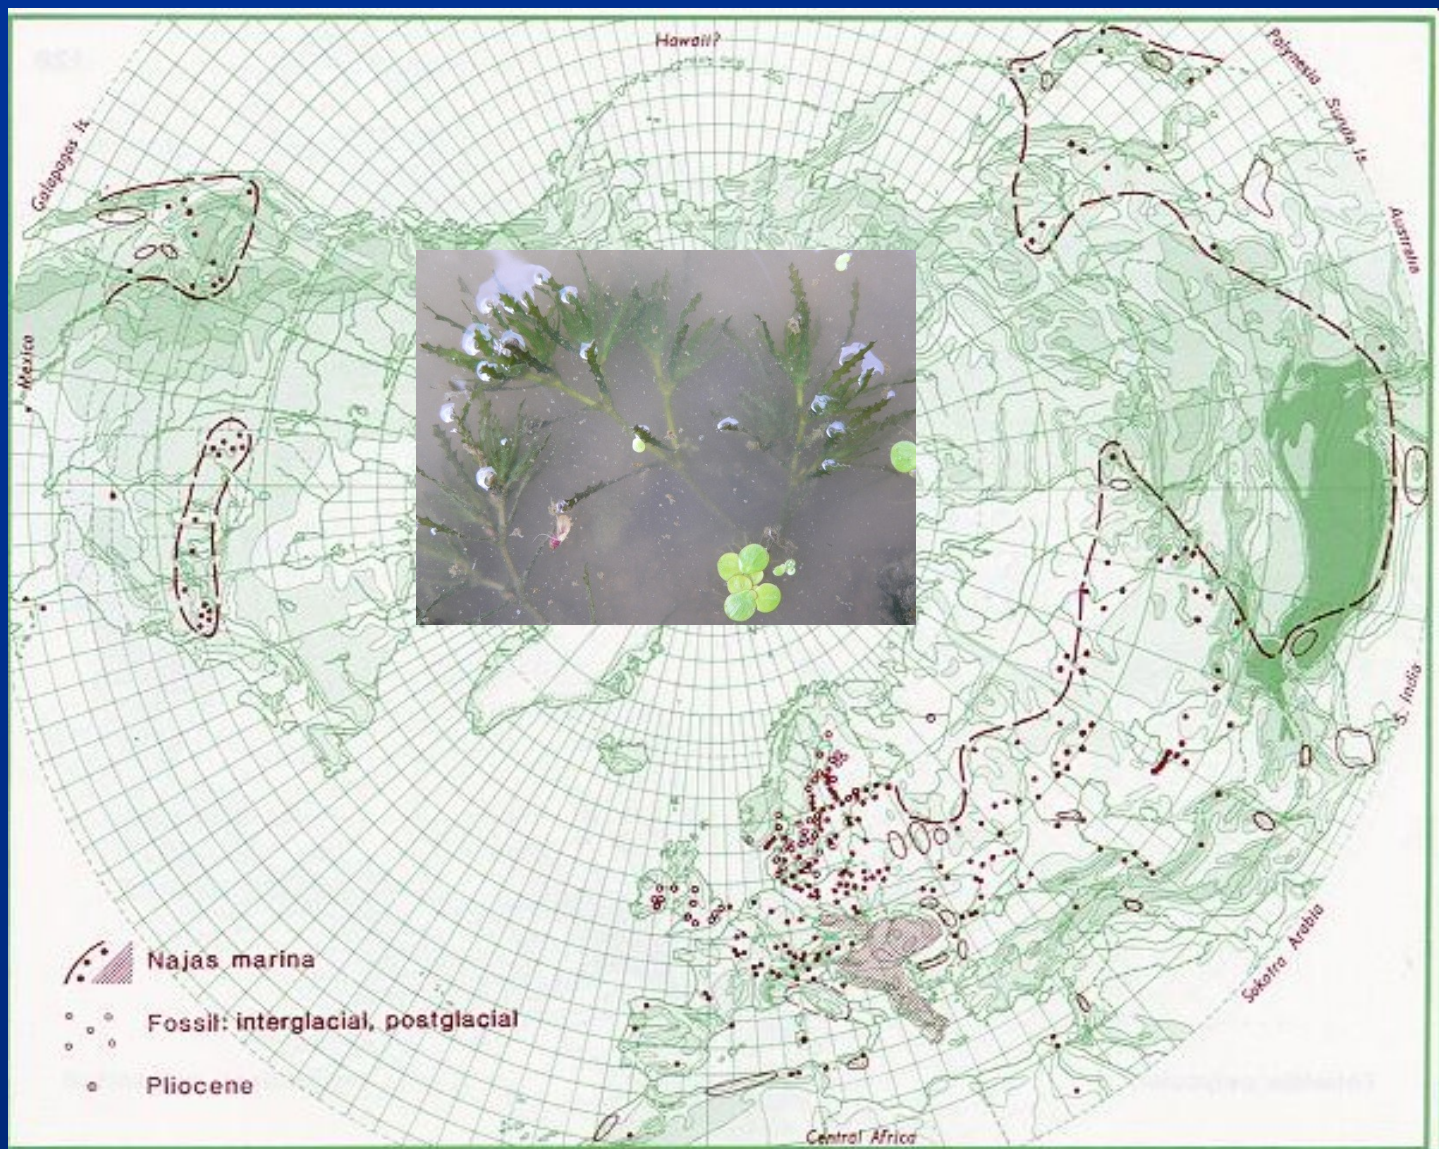 Hawaii?
Polynesia
Sunda Is.
Galapagos Is.
Australia
Mexico
S. India
Sokotra Arabia
Najas marina
Fossil: interglacial, postglacial
Pliocene
Central Africa